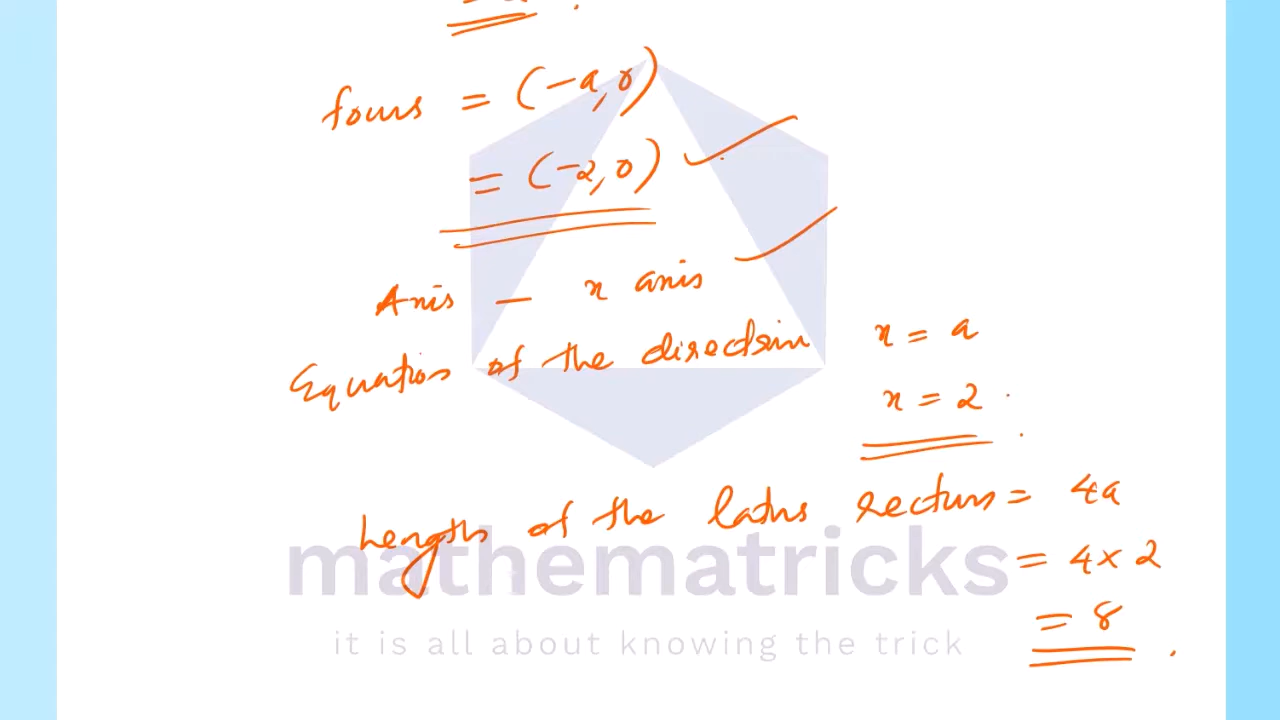 focus = (-a, 0)
= (-2, 0)
Axis - x axis
Equation of the directrix x = a
x = 2
Length of the latus rectum = 4a
= 4 × 2
= 8
mathematricks
it is all about knowing the trick